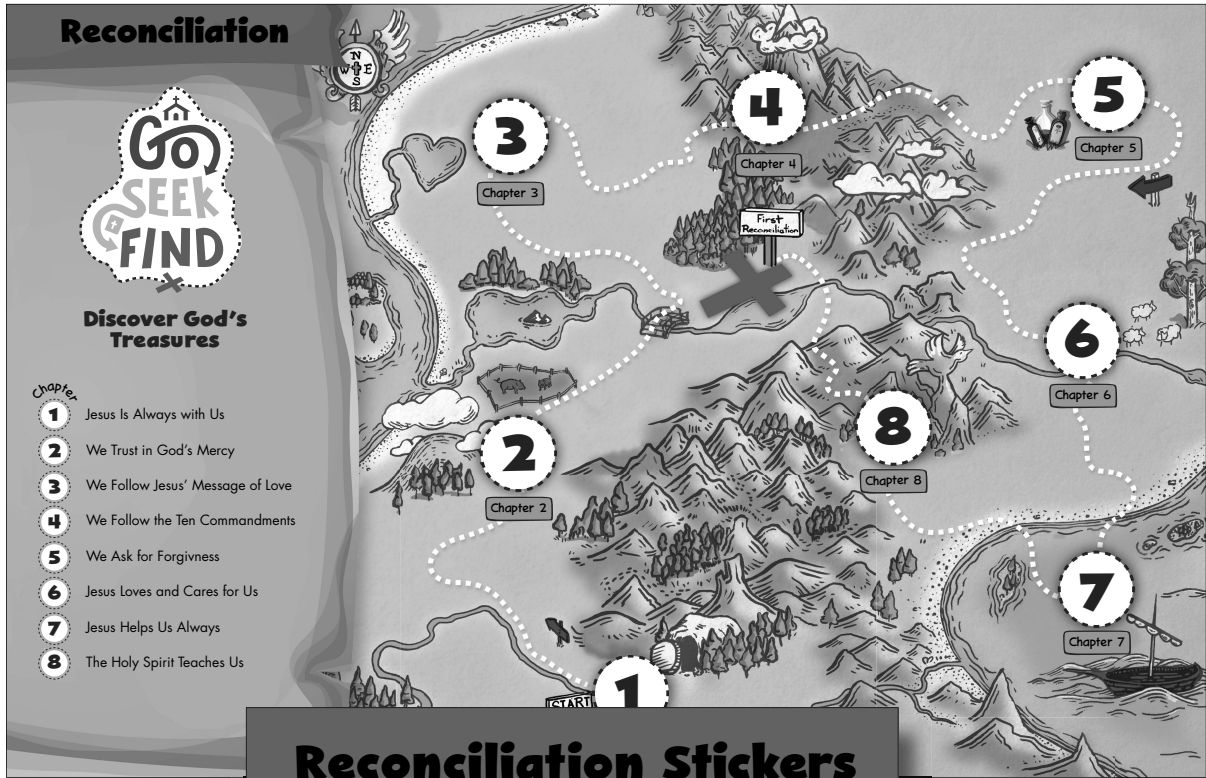 Reconciliation
GO
SEEK
FIND
Discover God's
Treasures
Chapter
1 Jesus Is Always with Us
2 We Trust in God's Mercy
3 We Follow Jesus' Message of Love
4 We Follow the Ten Commandments
5 We Ask for Forgivness
6 Jesus Loves and Cares for Us
7 Jesus Helps Us Always
8 The Holy Spirit Teaches Us
N
W E
S
3
Chapter 3
4
Chapter 4
5
Chapter 5
First
Reconciliation
6
Chapter 6
2
Chapter 2
8
Chapter 8
7
Chapter 7
START
1
Reconciliation Stickers